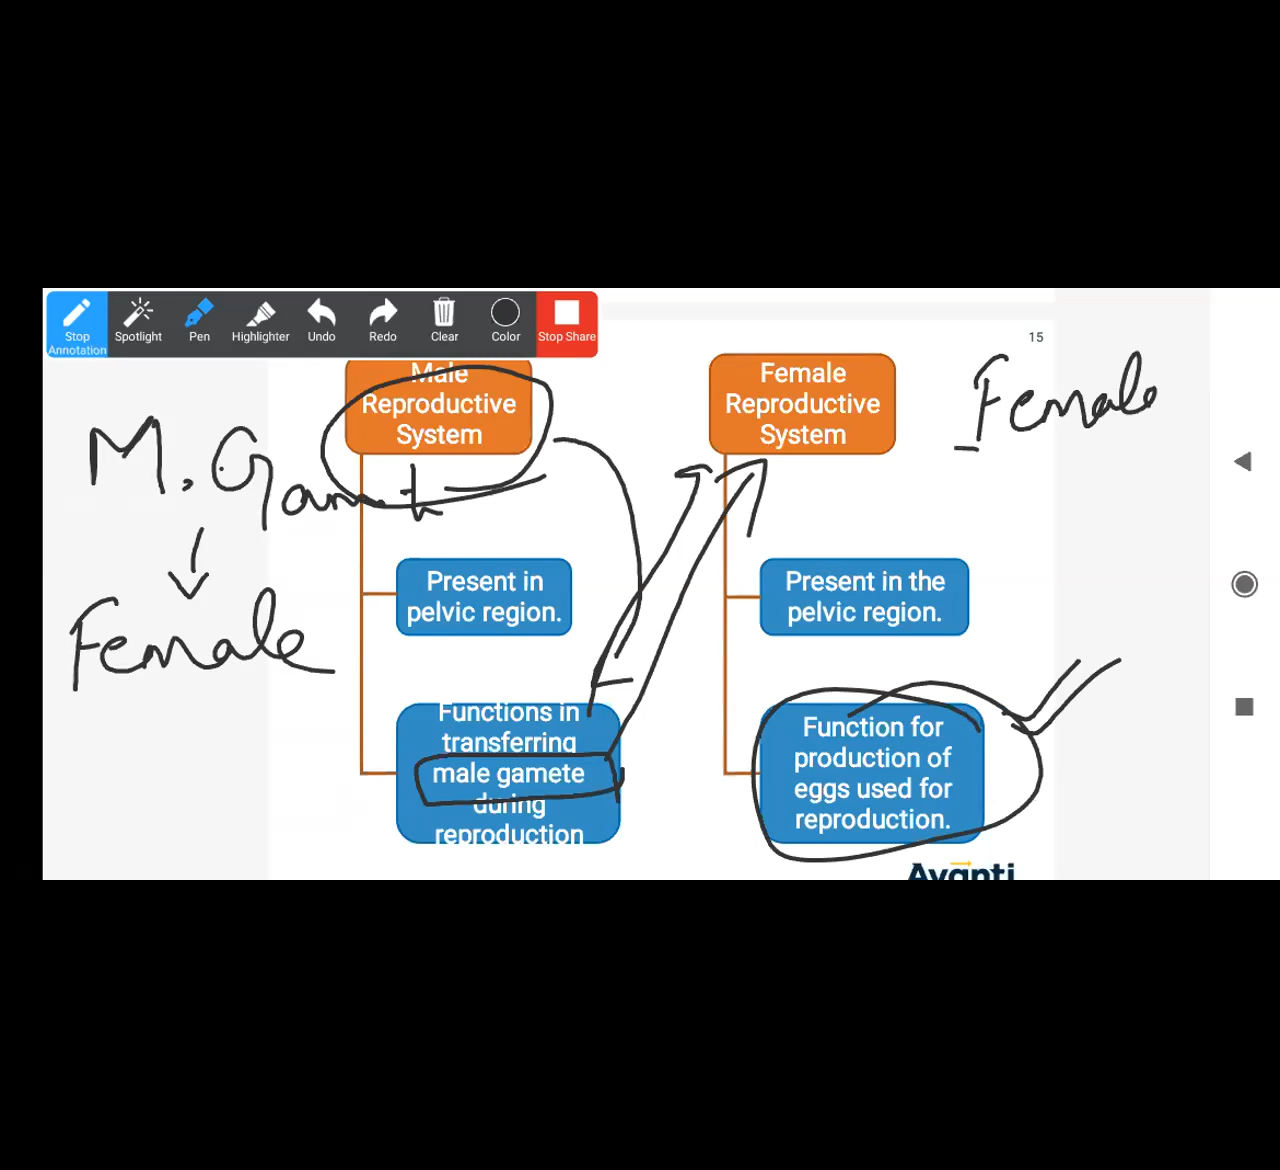 Stop Annotation
Spotlight
Pen
Highlighter
Undo
Redo
Clear
Color
Stop Share
15
Male
Reproductive
System
Female
Reproductive
System
Female
M. Gamet
Female
Present in
pelvic region.
Present in the
pelvic region.
Functions in
transferring
male gamete
during
reproduction
Function for
production of
eggs used for
reproduction.
Avanti